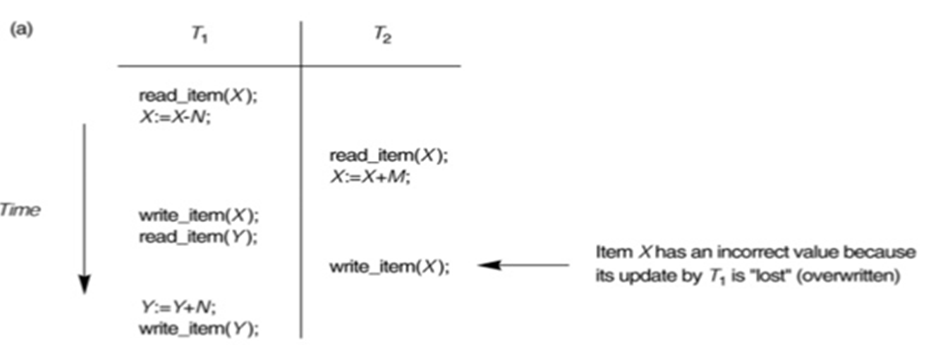 (a)
T1 T2
read_item(X);
X:=X-N;
read_item(X);
X:=X+M;
Time
write_item(X);
read_item(Y);
write_item(X);
Item X has an incorrect value because
its update by T1 is "lost" (overwritten)
Y:=Y+N;
write_item(Y);